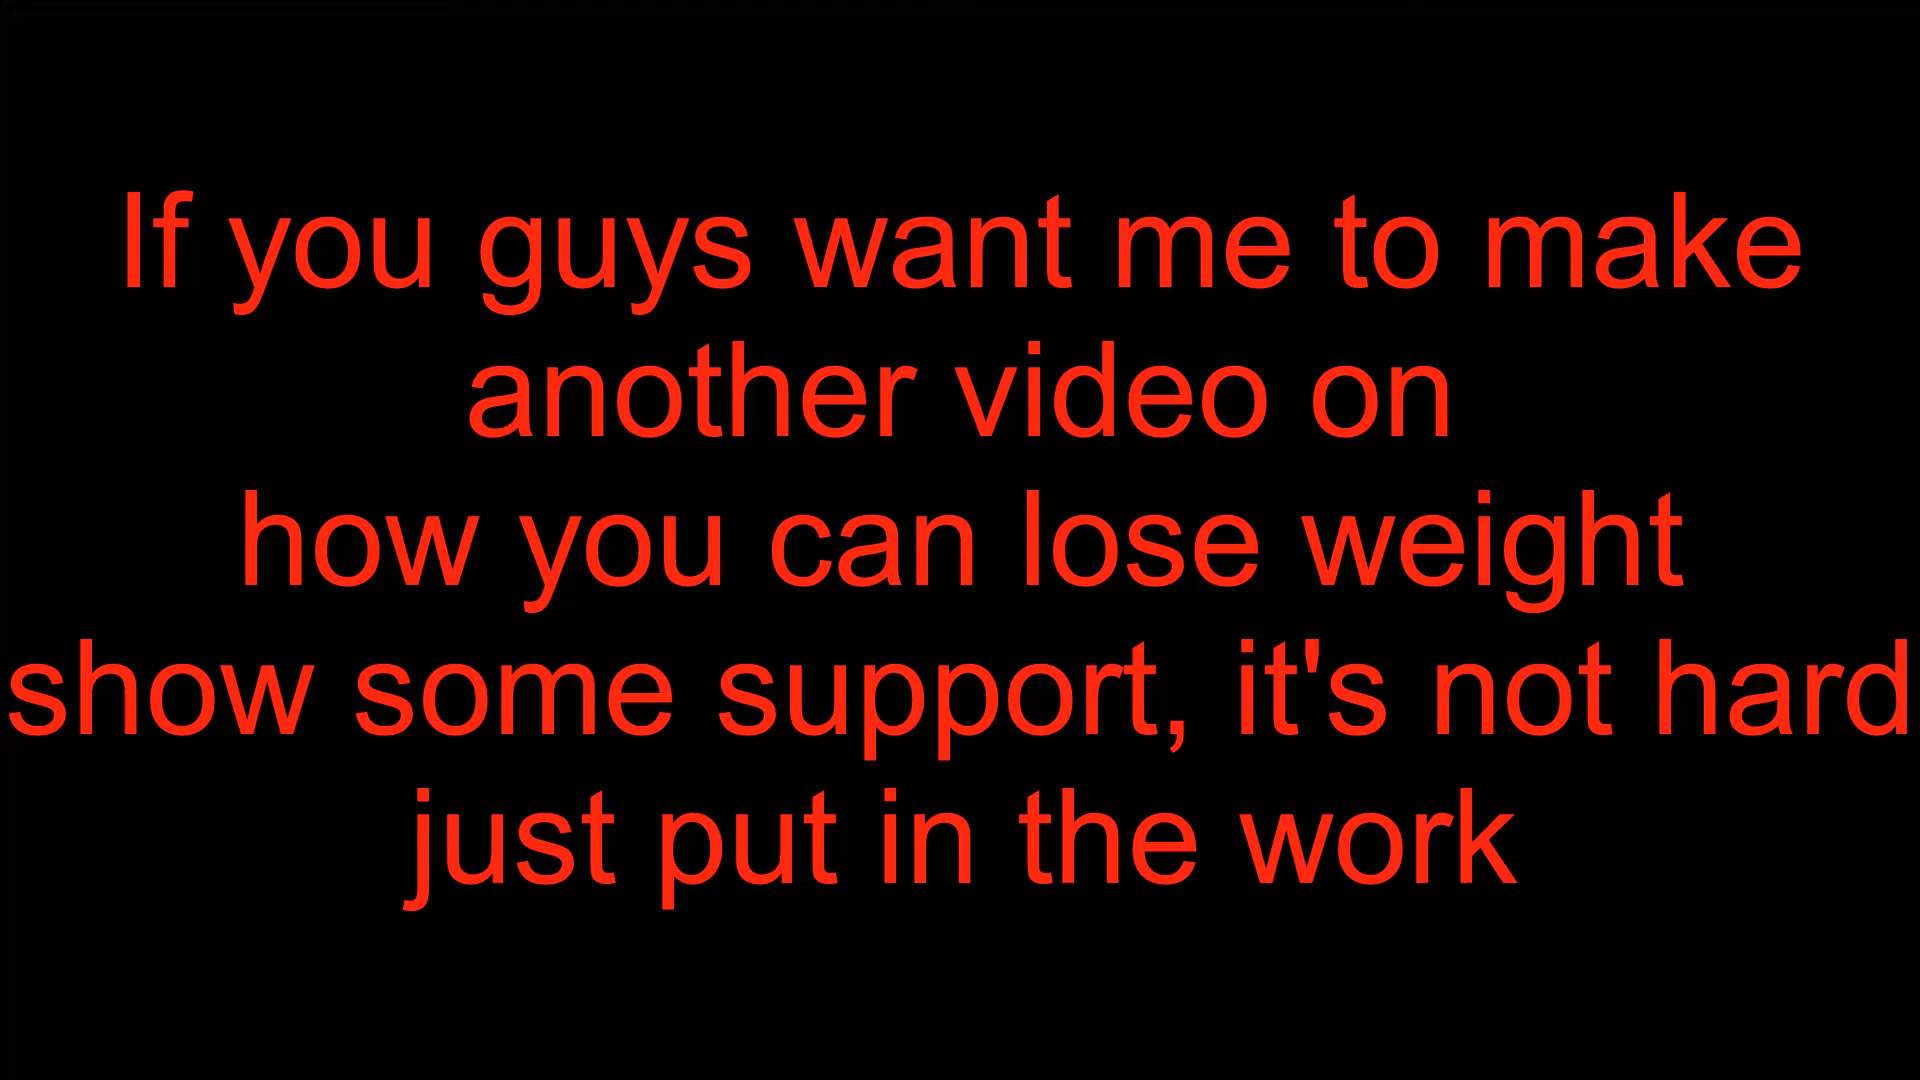 If you guys want me to make
another video on
how you can lose weight
show some support, it's not hard
just put in the work